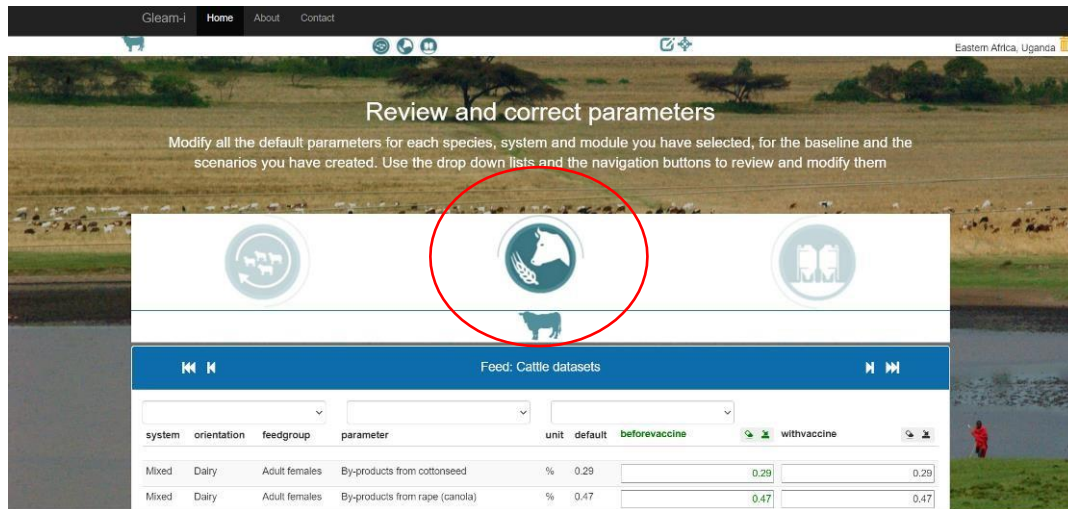 Gleam-i Home About Contact
Eastern Africa, Uganda
Review and correct parameters
Modify all the default parameters for each species, system and module you have selected, for the baseline and the
scenarios you have created. Use the drop down lists and the navigation buttons to review and modify them
Feed: Cattle datasets
system orientation feedgroup parameter unit default beforevaccine withvaccine
Mixed Dairy Adult females By-products from cottonseed % 0.29 0.29 0.29
Mixed Dairy Adult females By-products from rape (canola) % 0.47 0.47 0.47